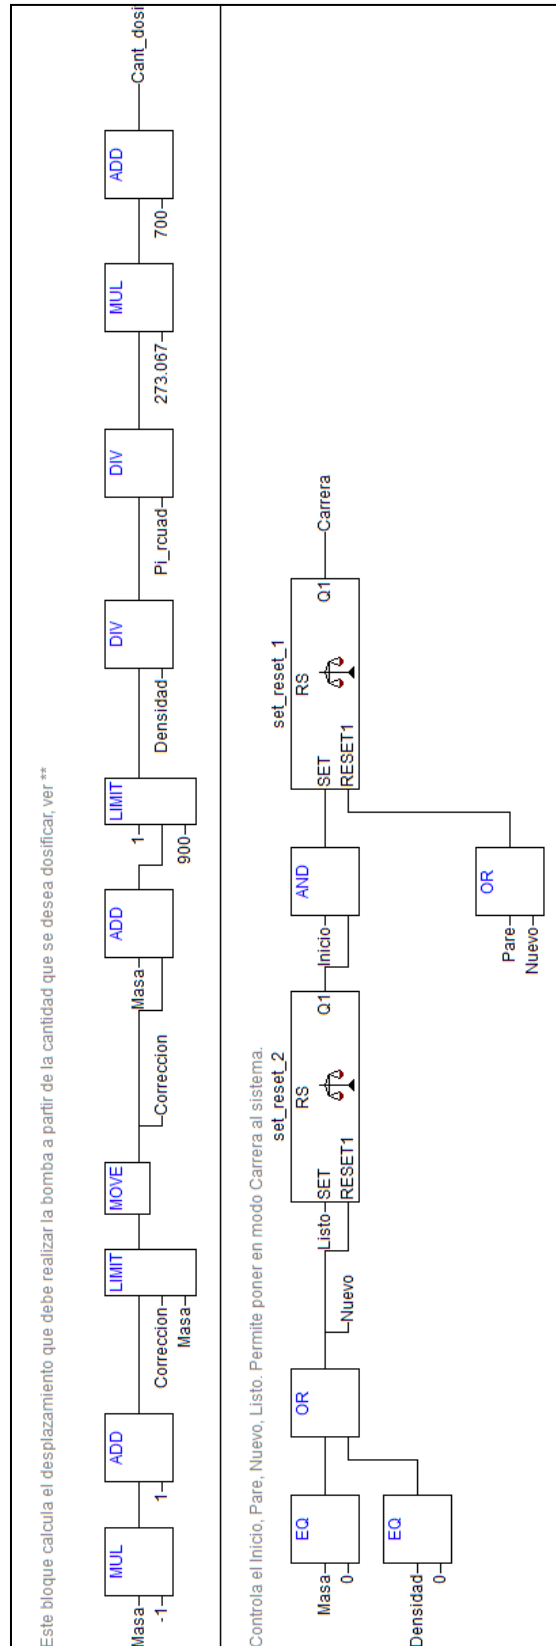 Este bloque calcula el desplazamiento que debe realizar la bomba a partir de la cantidad que se desea dosificar, ver **
Masa
-1
MUL
1
ADD
Correccion
Masa
LIMIT
MOVE
Correccion
Masa
ADD
1
900
LIMIT
Densidad
DIV
Pi_rcuad
DIV
273.067
MUL
700
ADD
Cant_dosi
Controla el Inicio, Pare, Nuevo, Listo. Permite poner en modo Carrera al sistema.
Masa
0
EQ
Densidad
0
EQ
OR
Nuevo
Listo
set_reset_2
RS
SET
RESET1
Q1
Inicio
AND
Pare
Nuevo
OR
set_reset_1
RS
SET
RESET1
Q1
Carrera